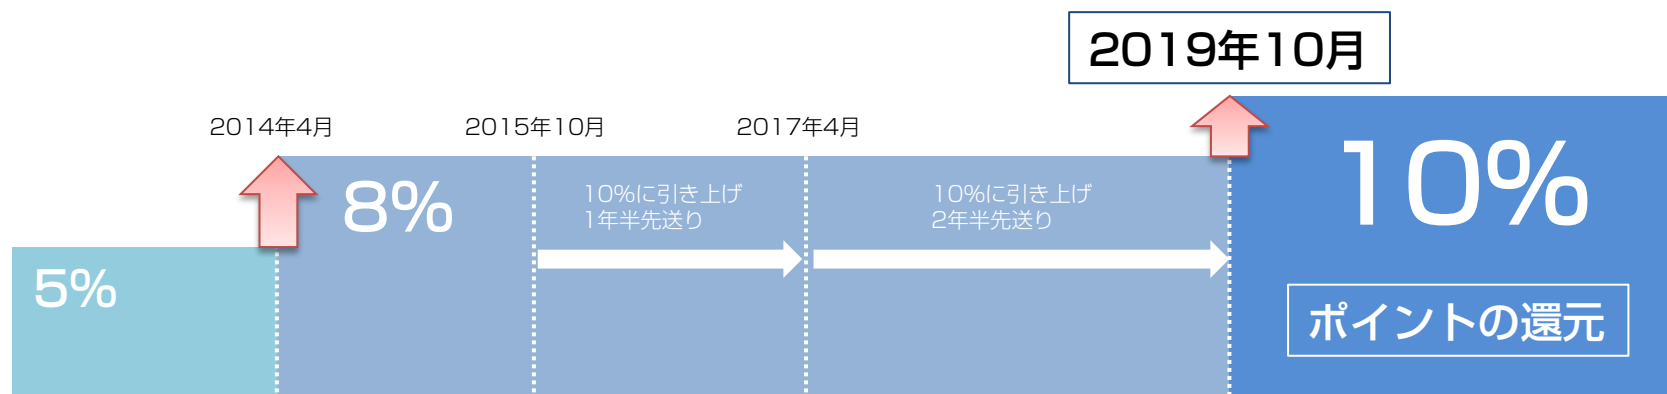 2019年10月
2014年4月
2015年10月
2017年4月
5%
8%
10%に引き上げ
1年半先送り
10%に引き上げ
2年半先送り
10%
ポイントの還元